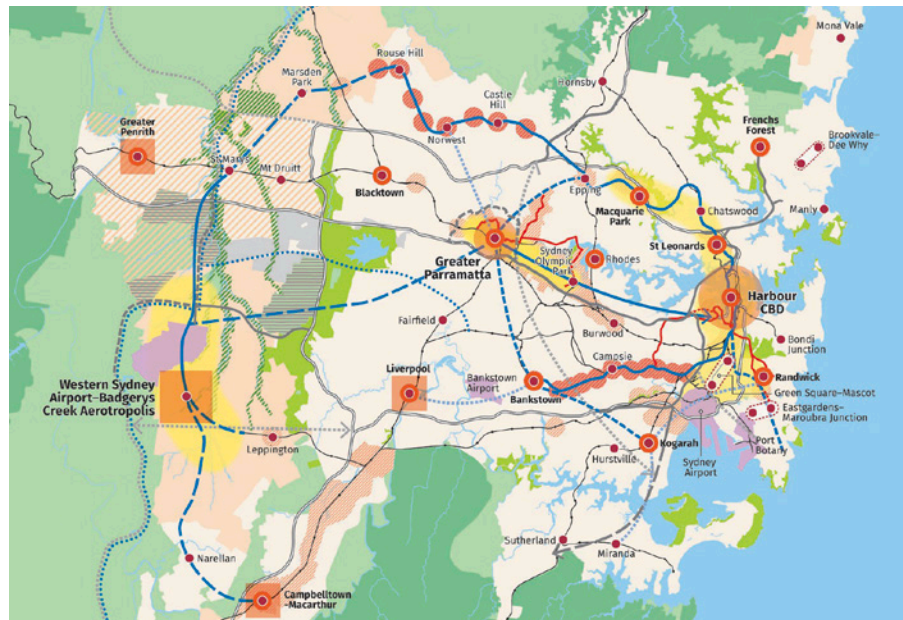 Mona Vale
Rouse Hill
Marsden
Park
Hornsby
Castle
Hill
Greater
Penrith
Norwest
Frenchs
Forest
Brookvale–
Dee Why
St Marys
Mt Druitt
Blacktown
Epping
Macquarie
Park
Chatswood
Manly
St Leonards
Greater
Parramatta
Sydney
Olympic
Park
Rhodes
Harbour
CBD
Fairfield
Burwood
Bondi
Junction
Western Sydney
Airport–Badgerys
Creek Aerotropolis
Liverpool
Bankstown
Airport
Campsie
Bankstown
Randwick
Green Square–Mascot
Eastgardens–
Maroubra Junction
Leppington
Kogarah
Hurstville
Sydney
Airport
Port
Botany
Sutherland
Miranda
Narellan
Campbelltown
-Macarthur